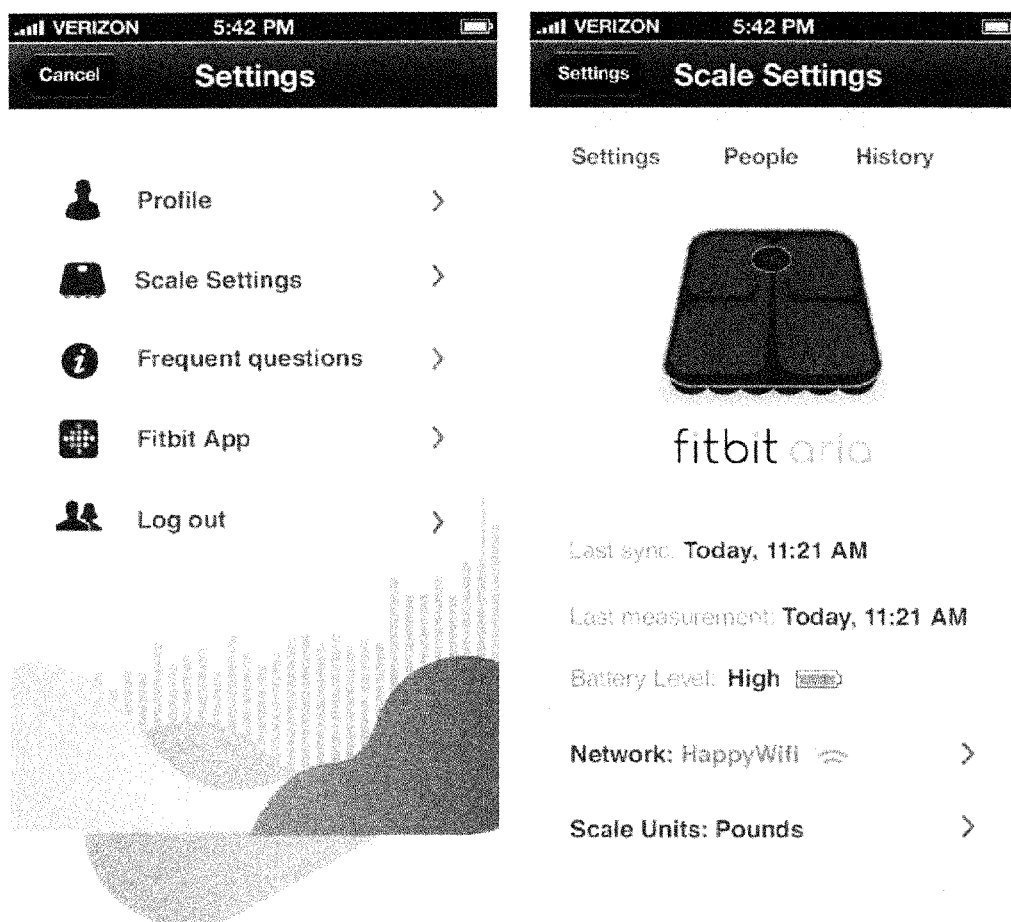 VERIZON 5:42 PM
Cancel Settings
Profile
Scale Settings
Frequent questions
Fitbit App
Log out
VERIZON 5:42 PM
Settings Scale Settings
Settings People History
fitbit aria
Last sync: Today, 11:21 AM
Last measurement: Today, 11:21 AM
Battery Level: High
Network: HappyWifi
Scale Units: Pounds